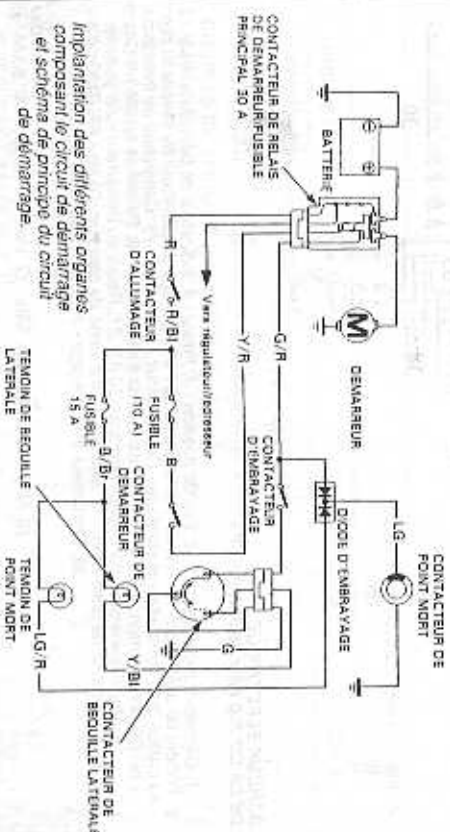 CONTACTEUR DE RELAIS
DE DEMARREUR/FUSIBLE
PRINCIPAL 30 A
BATTERIE
M
DEMARREUR
CONTACTEUR DE
POINT MORT
LG
DIODE D'EMBRAYAGE
G/R
CONTACTEUR
D'EMBRAYAGE
Y/R
Vers régulateur/redresseur
R
R/Bl
CONTACTEUR
D'ALLUMAGE
FUSIBLE
(10 A)
B
CONTACTEUR DE
DEMARREUR
FUSIBLE
15 A
B/Br
G
Y/Bl
LG/R
TEMOIN DE BEQUILLE
LATERALE
TEMOIN DE
POINT MORT
CONTACTEUR DE
BEQUILLE LATERALE
Implantation des différents organes
composant le circuit de démarrage
et schéma de principe du circuit
de démarrage.